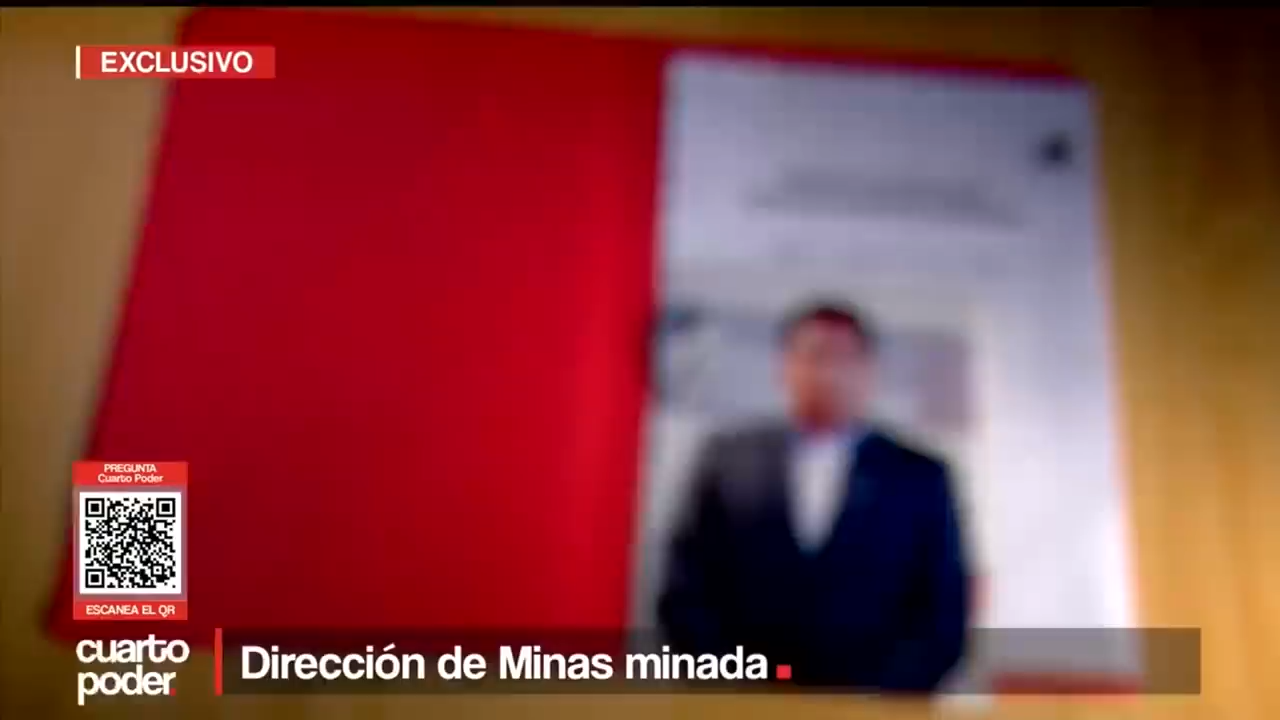 EXCLUSIVO
PREGUNTA
Cuarto Poder
ESCANEA EL QR
cuarto
poder.
Dirección de Minas minada.